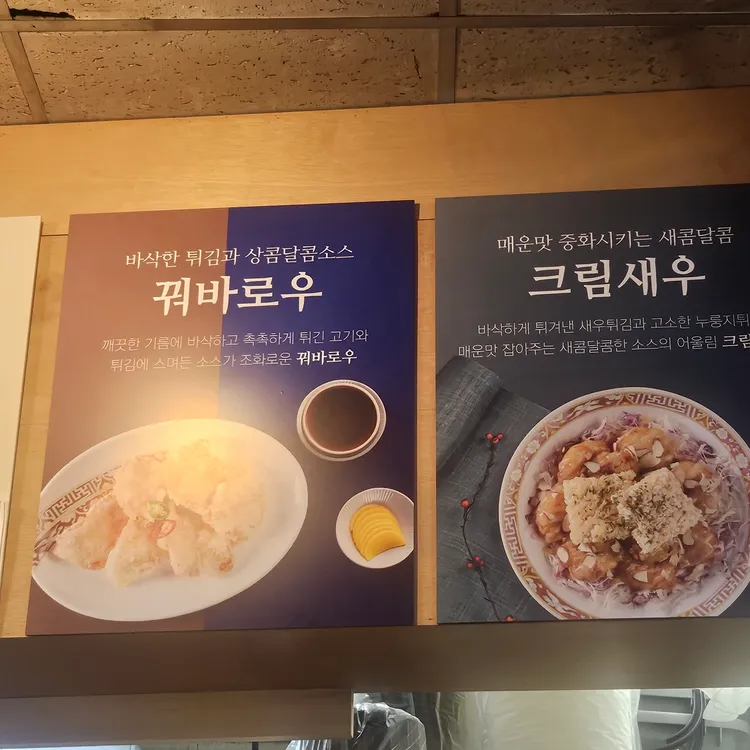 바삭한 튀김과 상콤달콤소스
꿔바로우
깨끗한 기름에 바삭하고 촉촉하게 튀긴 고기와
튀김에 스며든 소스가 조화로운 꿔바로우
매운맛 중화시키는 새콤달콤
크림새우
바삭하게 튀겨낸 새우튀김과 고소한 누룽지튀
매운맛 잡아주는 새콤달콤한 소스의 어울림 크림